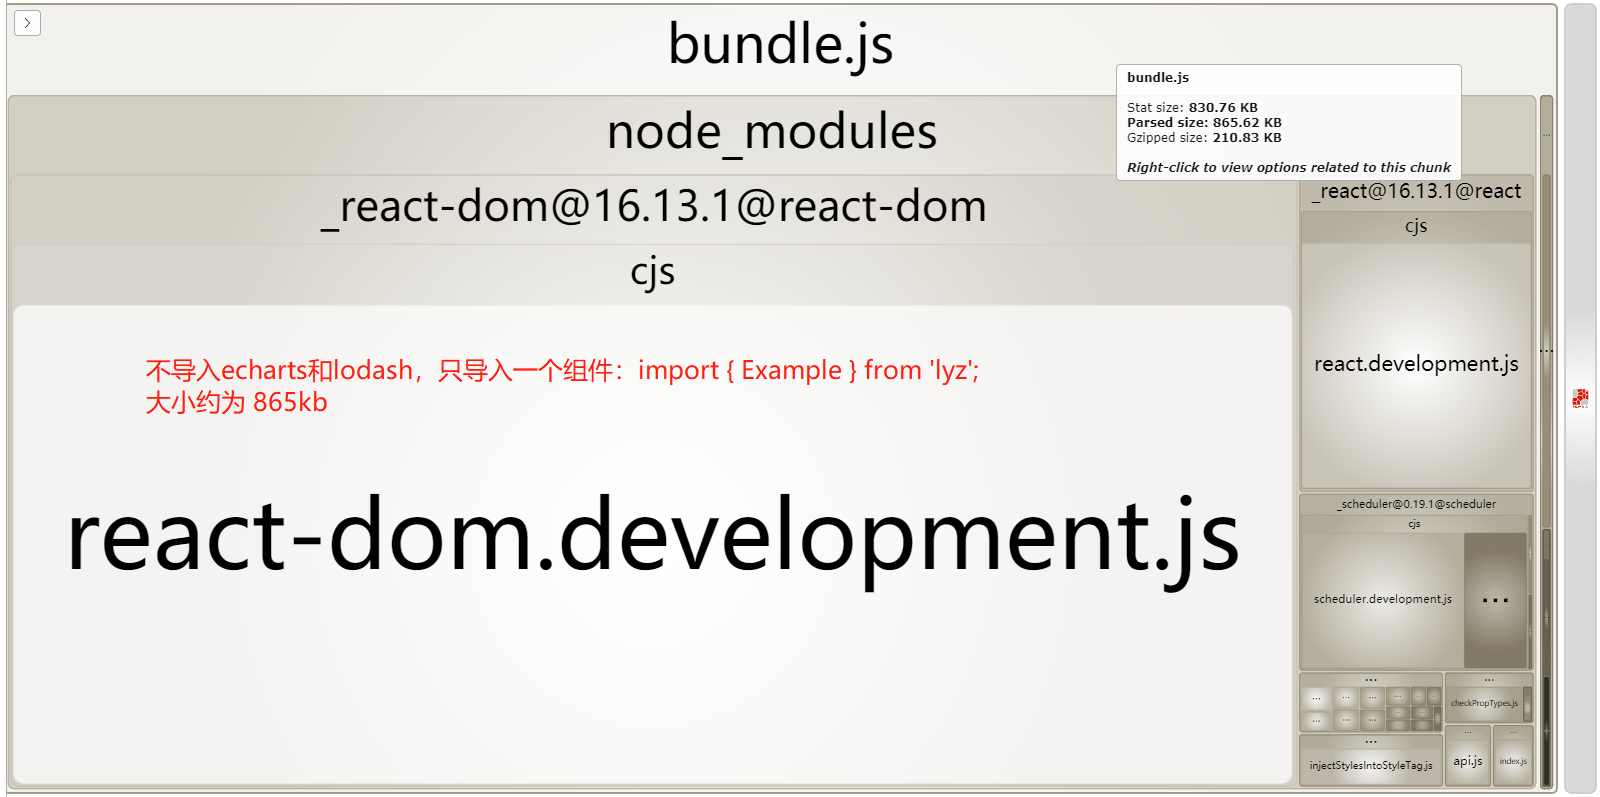 bundle.js
bundle.js
Stat size: 830.76 KB
Parsed size: 865.62 KB
Gzipped size: 210.83 KB
Right-click to view options related to this chunk
node_modules
...
_react-dom@16.13.1@react-dom
_react@16.13.1@react
cjs
cjs
不导入echarts和lodash，只导入一个组件：import { Example } from 'lyz';
大小约为 865kb
react-dom.development.js
react.development.js
...
_scheduler@0.19.1@scheduler
cjs
scheduler.development.js
...
...
...
checkPropTypes.js
...
injectStylesIntoStyleTag.js
...
api.js
...
index.js